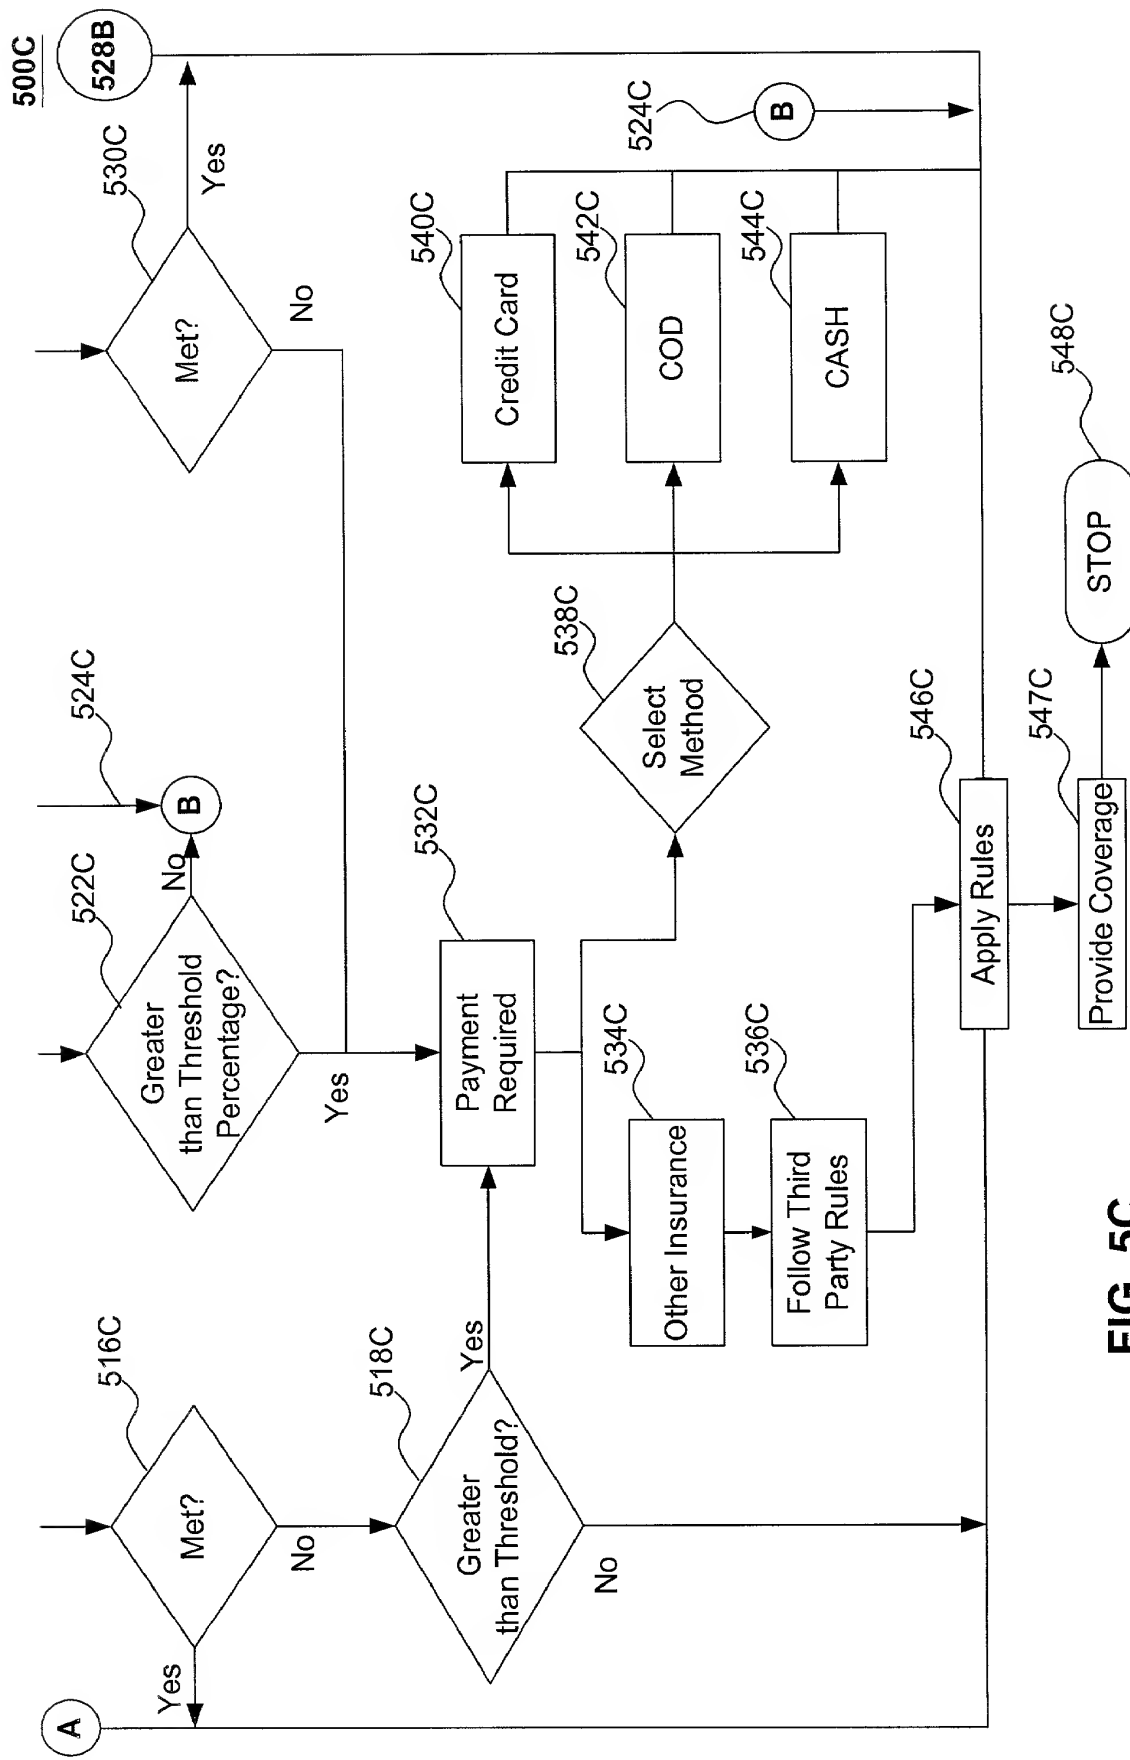 500C
528B
A
516C
Met?
Yes
No
518C
Greater
than Threshold?
Yes
No
522C
Greater
than Threshold
Percentage?
No
Yes
524C
B
530C
Met?
Yes
No
532C
Payment
Required
534C
Other Insurance
536C
Follow Third
Party Rules
538C
Select
Method
540C
Credit Card
542C
COD
544C
CASH
524C
B
546C
Apply Rules
547C
Provide Coverage
548C
STOP
FIG. 5C